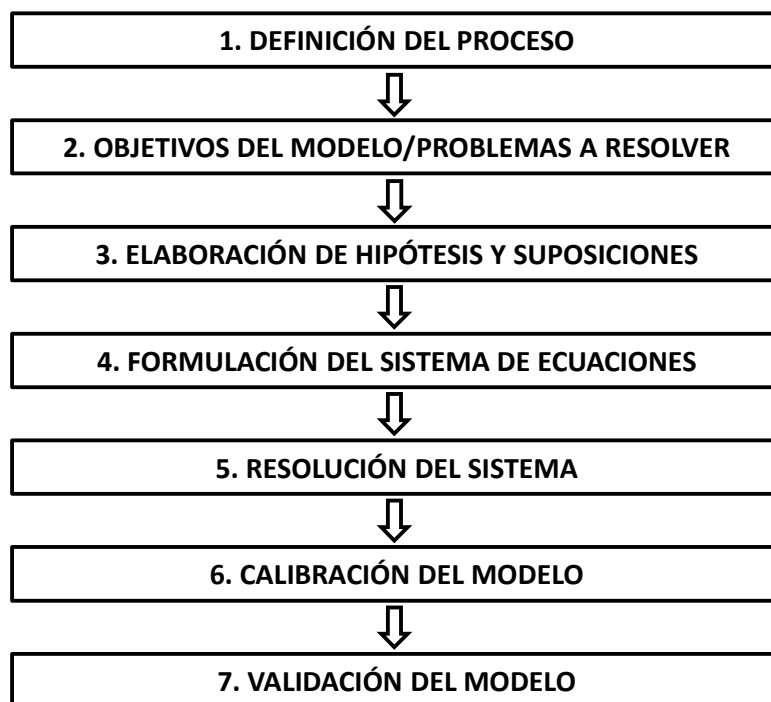 1. DEFINICIÓN DEL PROCESO
2. OBJETIVOS DEL MODELO/PROBLEMAS A RESOLVER
3. ELABORACIÓN DE HIPÓTESIS Y SUPOSICIONES
4. FORMULACIÓN DEL SISTEMA DE ECUACIONES
5. RESOLUCIÓN DEL SISTEMA
6. CALIBRACIÓN DEL MODELO
7. VALIDACIÓN DEL MODELO